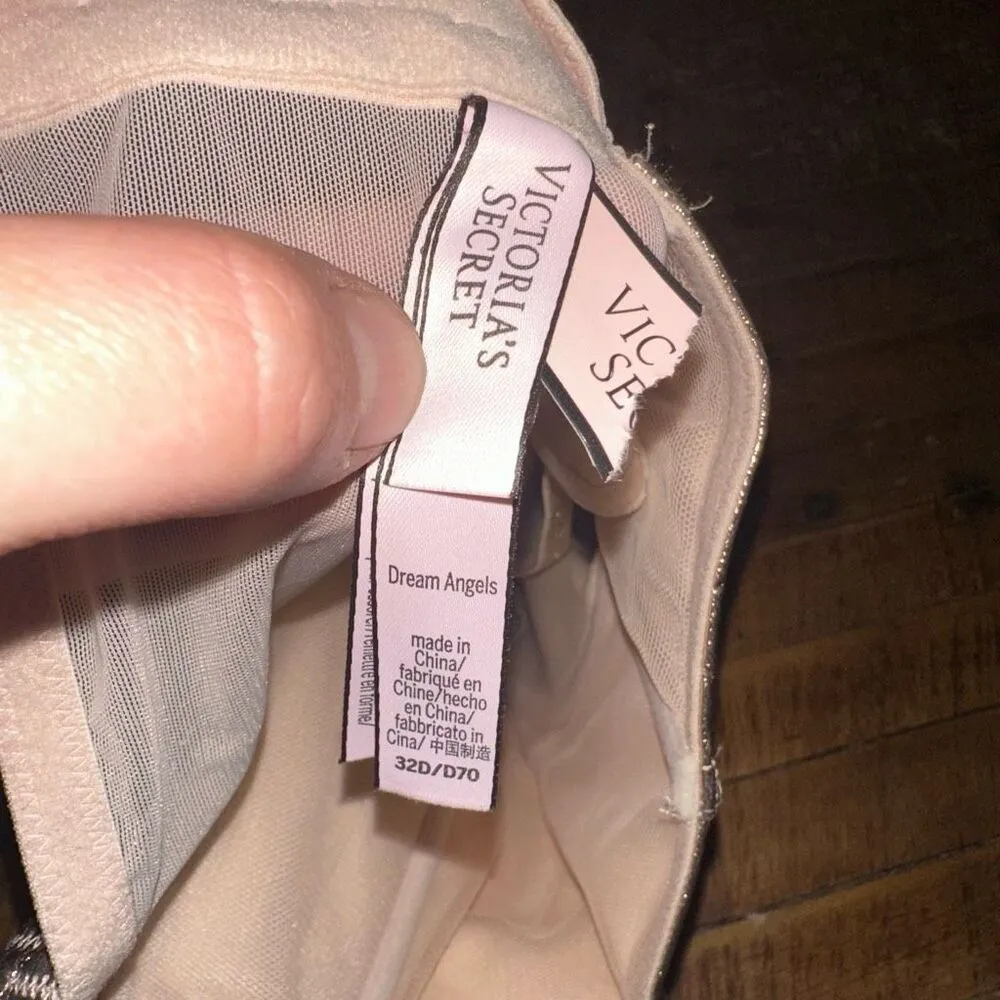 VICTORIA'S
SECRET
VIC
SEC
Dream Angels
made in
China/
fabriqué en
Chine/hecho
en China/
fabbricato in
Cina/ 中国制造
32D/D70